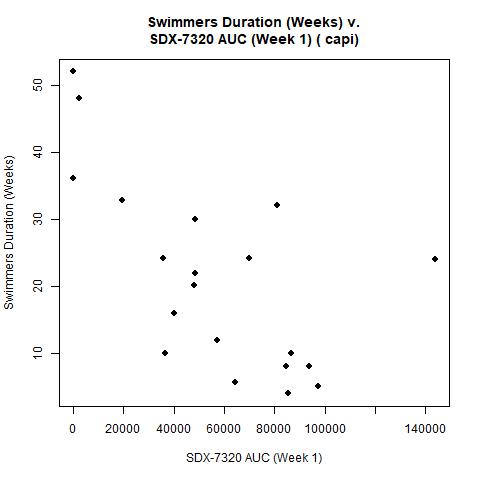 Swimmers Duration (Weeks) v.
SDX-7320 AUC (Week 1) ( capi)
Swimmers Duration (Weeks)
50
40
30
20
10
0 20000 40000 60000 80000 100000 140000
SDX-7320 AUC (Week 1)